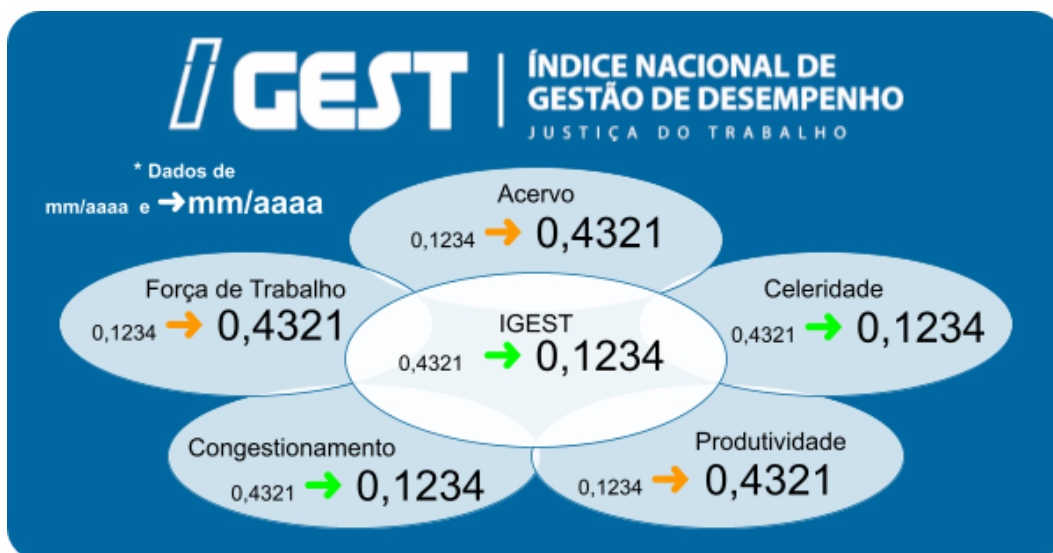 IGEST
ÍNDICE NACIONAL DE
GESTÃO DE DESEMPENHO
JUSTIÇA DO TRABALHO
* Dados de
mm/aaaa e ➔mm/aaaa
Acervo
0,1234 ➔ 0,4321
Força de Trabalho
0,1234 ➔ 0,4321
IGEST
0,4321 ➔ 0,1234
Celeridade
0,4321 ➔ 0,1234
Congestionamento
0,4321 ➔ 0,1234
Produtividade
0,1234 ➔ 0,4321